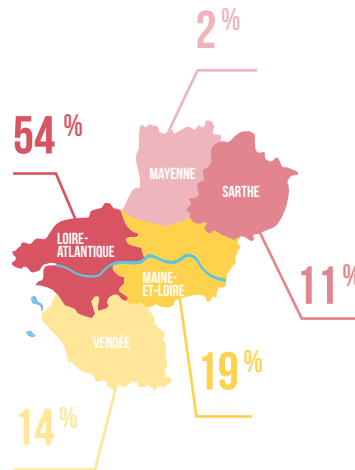 2 %
54 %
MAYENNE
SARTHE
LOIRE-
ATLANTIQUE
MAINE-
ET-LOIRE
11 %
VENDÉE
19 %
14 %